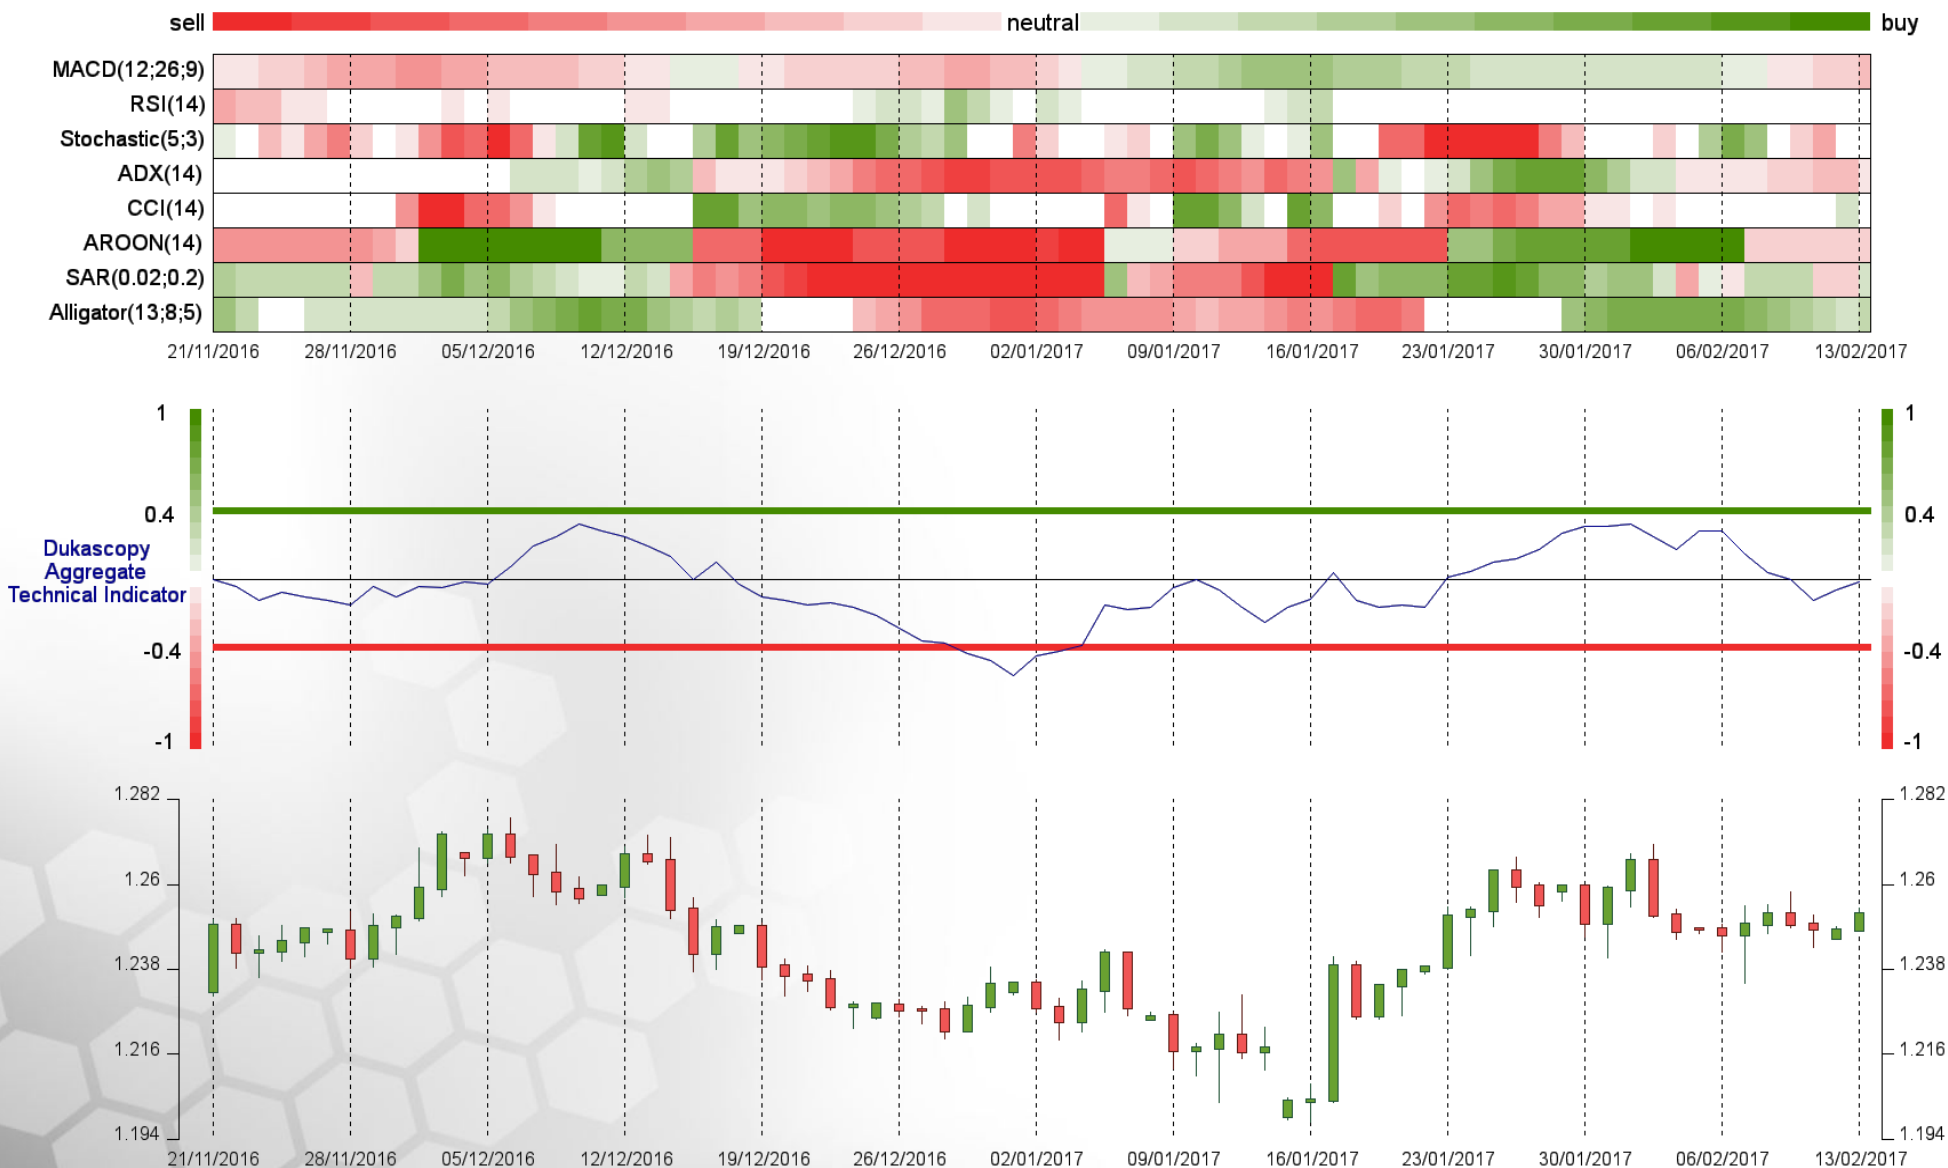 sell neutral buy
MACD(12;26;9)
RSI(14)
Stochastic(5;3)
ADX(14)
CCI(14)
AROON(14)
SAR(0.02;0.2)
Alligator(13;8;5)
21/11/2016 28/11/2016 05/12/2016 12/12/2016 19/12/2016 26/12/2016 02/01/2017 09/01/2017 16/01/2017 23/01/2017 30/01/2017 06/02/2017 13/02/2017
1 1
0.4 0.4
Dukascopy
Aggregate
Technical Indicator
-0.4 -0.4
-1 -1
1.282 1.282
1.26 1.26
1.238 1.238
1.216 1.216
1.194 1.194
21/11/2016 28/11/2016 05/12/2016 12/12/2016 19/12/2016 26/12/2016 02/01/2017 09/01/2017 16/01/2017 23/01/2017 30/01/2017 06/02/2017 13/02/2017